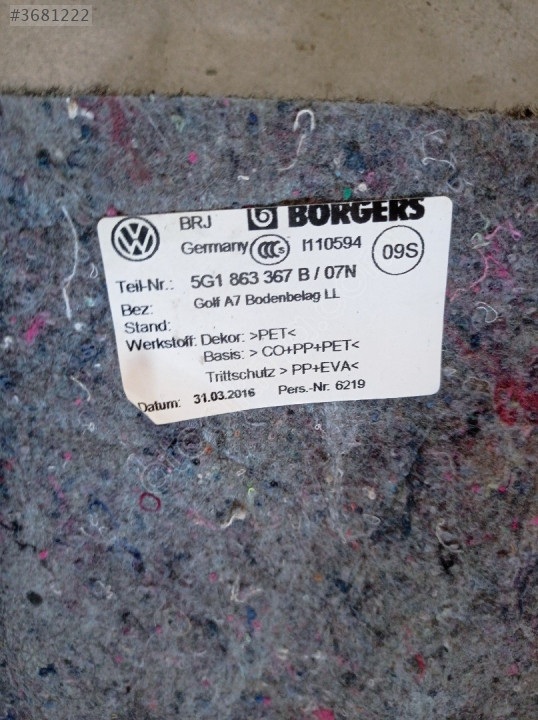 #3681222
BRJ BORGERS
Germany CCC S I110594 09S
Teil-Nr.: 5G1 863 367 B / 07N
Bez: Golf A7 Bodenbelag LL
Stand:
Werkstoff: Dekor: >PET<
Basis: > CO+PP+PET<
Trittschutz > PP+EVA<
Datum: 31.03.2016 Pers.-Nr. 6219